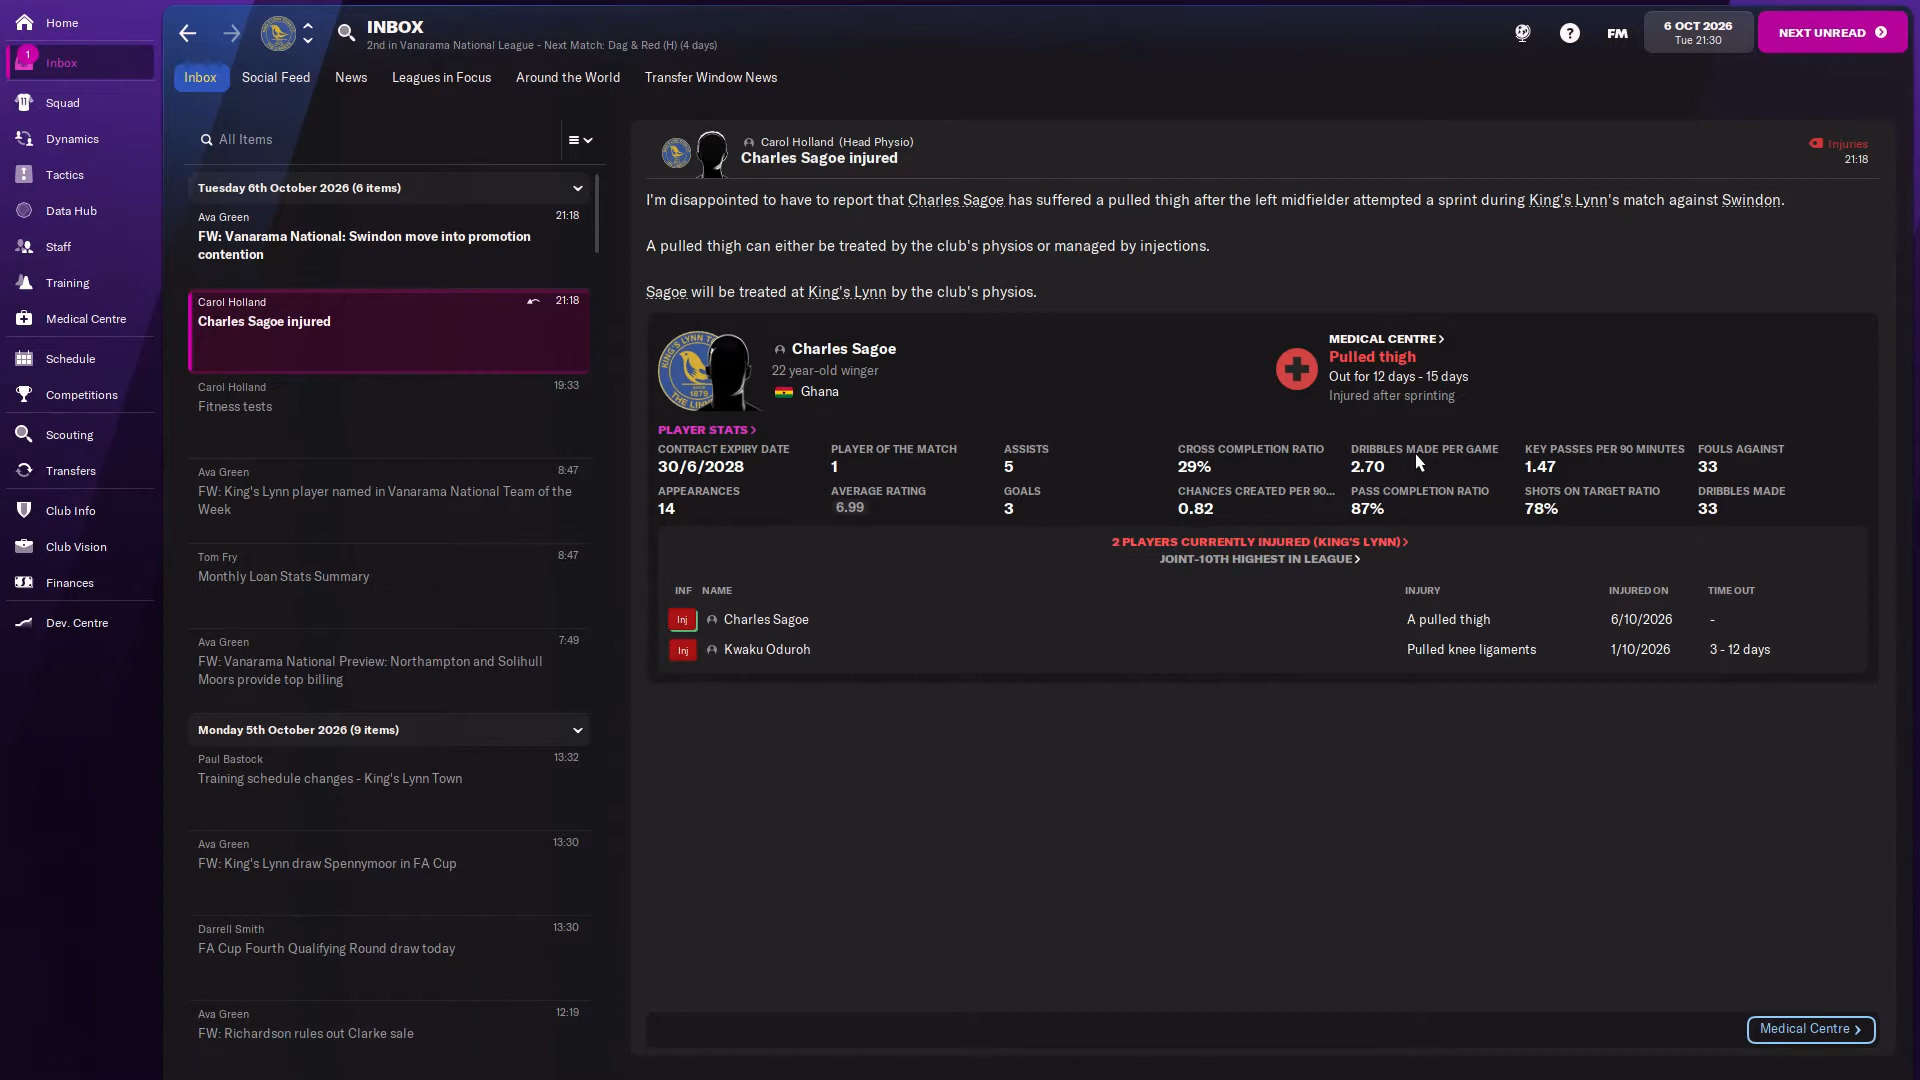 Home
1
Inbox
Squad
Dynamics
Tactics
Data Hub
Staff
Training
Medical Centre
Schedule
Competitions
Scouting
Transfers
Club Info
Club Vision
Finances
Dev. Centre
INBOX
2nd in Vanarama National League - Next Match: Dag & Red (H) (4 days)
FM
6 OCT 2026
Tue 21:30
NEXT UNREAD
Inbox
Social Feed
News
Leagues in Focus
Around the World
Transfer Window News
All Items
Tuesday 6th October 2026 (6 items)
Ava Green 21:18
FW: Vanarama National: Swindon move into promotion
contention
Carol Holland 21:18
Charles Sagoe injured
Carol Holland 19:33
Fitness tests
Ava Green 8:47
FW: King's Lynn player named in Vanarama National Team of the
Week
Tom Fry 8:47
Monthly Loan Stats Summary
Ava Green 7:49
FW: Vanarama National Preview: Northampton and Solihull
Moors provide top billing
Monday 5th October 2026 (9 items)
Paul Bastock 13:32
Training schedule changes - King's Lynn Town
Ava Green 13:30
FW: King's Lynn draw Spennymoor in FA Cup
Darrell Smith 13:30
FA Cup Fourth Qualifying Round draw today
Ava Green 12:19
FW: Richardson rules out Clarke sale
Carol Holland (Head Physio)
Charles Sagoe injured
Injuries
21:18
I'm disappointed to have to report that Charles Sagoe has suffered a pulled thigh after the left midfielder attempted a sprint during King's Lynn's match against Swindon.
A pulled thigh can either be treated by the club's physios or managed by injections.
Sagoe will be treated at King's Lynn by the club's physios.
KING'S LYNN TOWN
1879
THE LINNETS
Charles Sagoe
22 year-old winger
Ghana
MEDICAL CENTRE >
Pulled thigh
Out for 12 days - 15 days
Injured after sprinting
PLAYER STATS >
CONTRACT EXPIRY DATE PLAYER OF THE MATCH ASSISTS CROSS COMPLETION RATIO DRIBBLES MADE PER GAME KEY PASSES PER 90 MINUTES FOULS AGAINST
30/6/2028 1 5 29% 2.70 1.47 33
APPEARANCES AVERAGE RATING GOALS CHANCES CREATED PER 90... PASS COMPLETION RATIO SHOTS ON TARGET RATIO DRIBBLES MADE
14 6.99 3 0.82 87% 78% 33
2 PLAYERS CURRENTLY INJURED (KING'S LYNN) >
JOINT-10TH HIGHEST IN LEAGUE >
INF NAME INJURY INJURED ON TIME OUT
Inj Charles Sagoe A pulled thigh 6/10/2026 -
Inj Kwaku Oduroh Pulled knee ligaments 1/10/2026 3 - 12 days
Medical Centre >